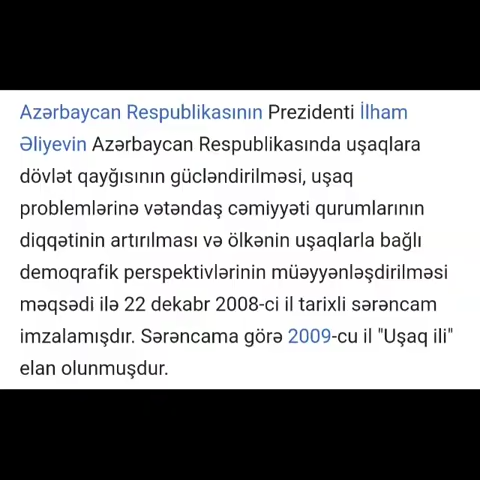 Azərbaycan Respublikasının Prezidenti İlham
Əliyevin Azərbaycan Respublikasında uşaqlara
dövlət qayğısının gücləndirilməsi, uşaq
problemlərinə vətəndaş cəmiyyəti qurumlarının
diqqətinin artırılması və ölkənin uşaqlarla bağlı
demoqrafik perspektivlərinin müəyyənləşdirilməsi
məqsədi ilə 22 dekabr 2008-ci il tarixli sərəncam
imzalamışdır. Sərəncama görə 2009-cu il "Uşaq ili"
elan olunmuşdur.